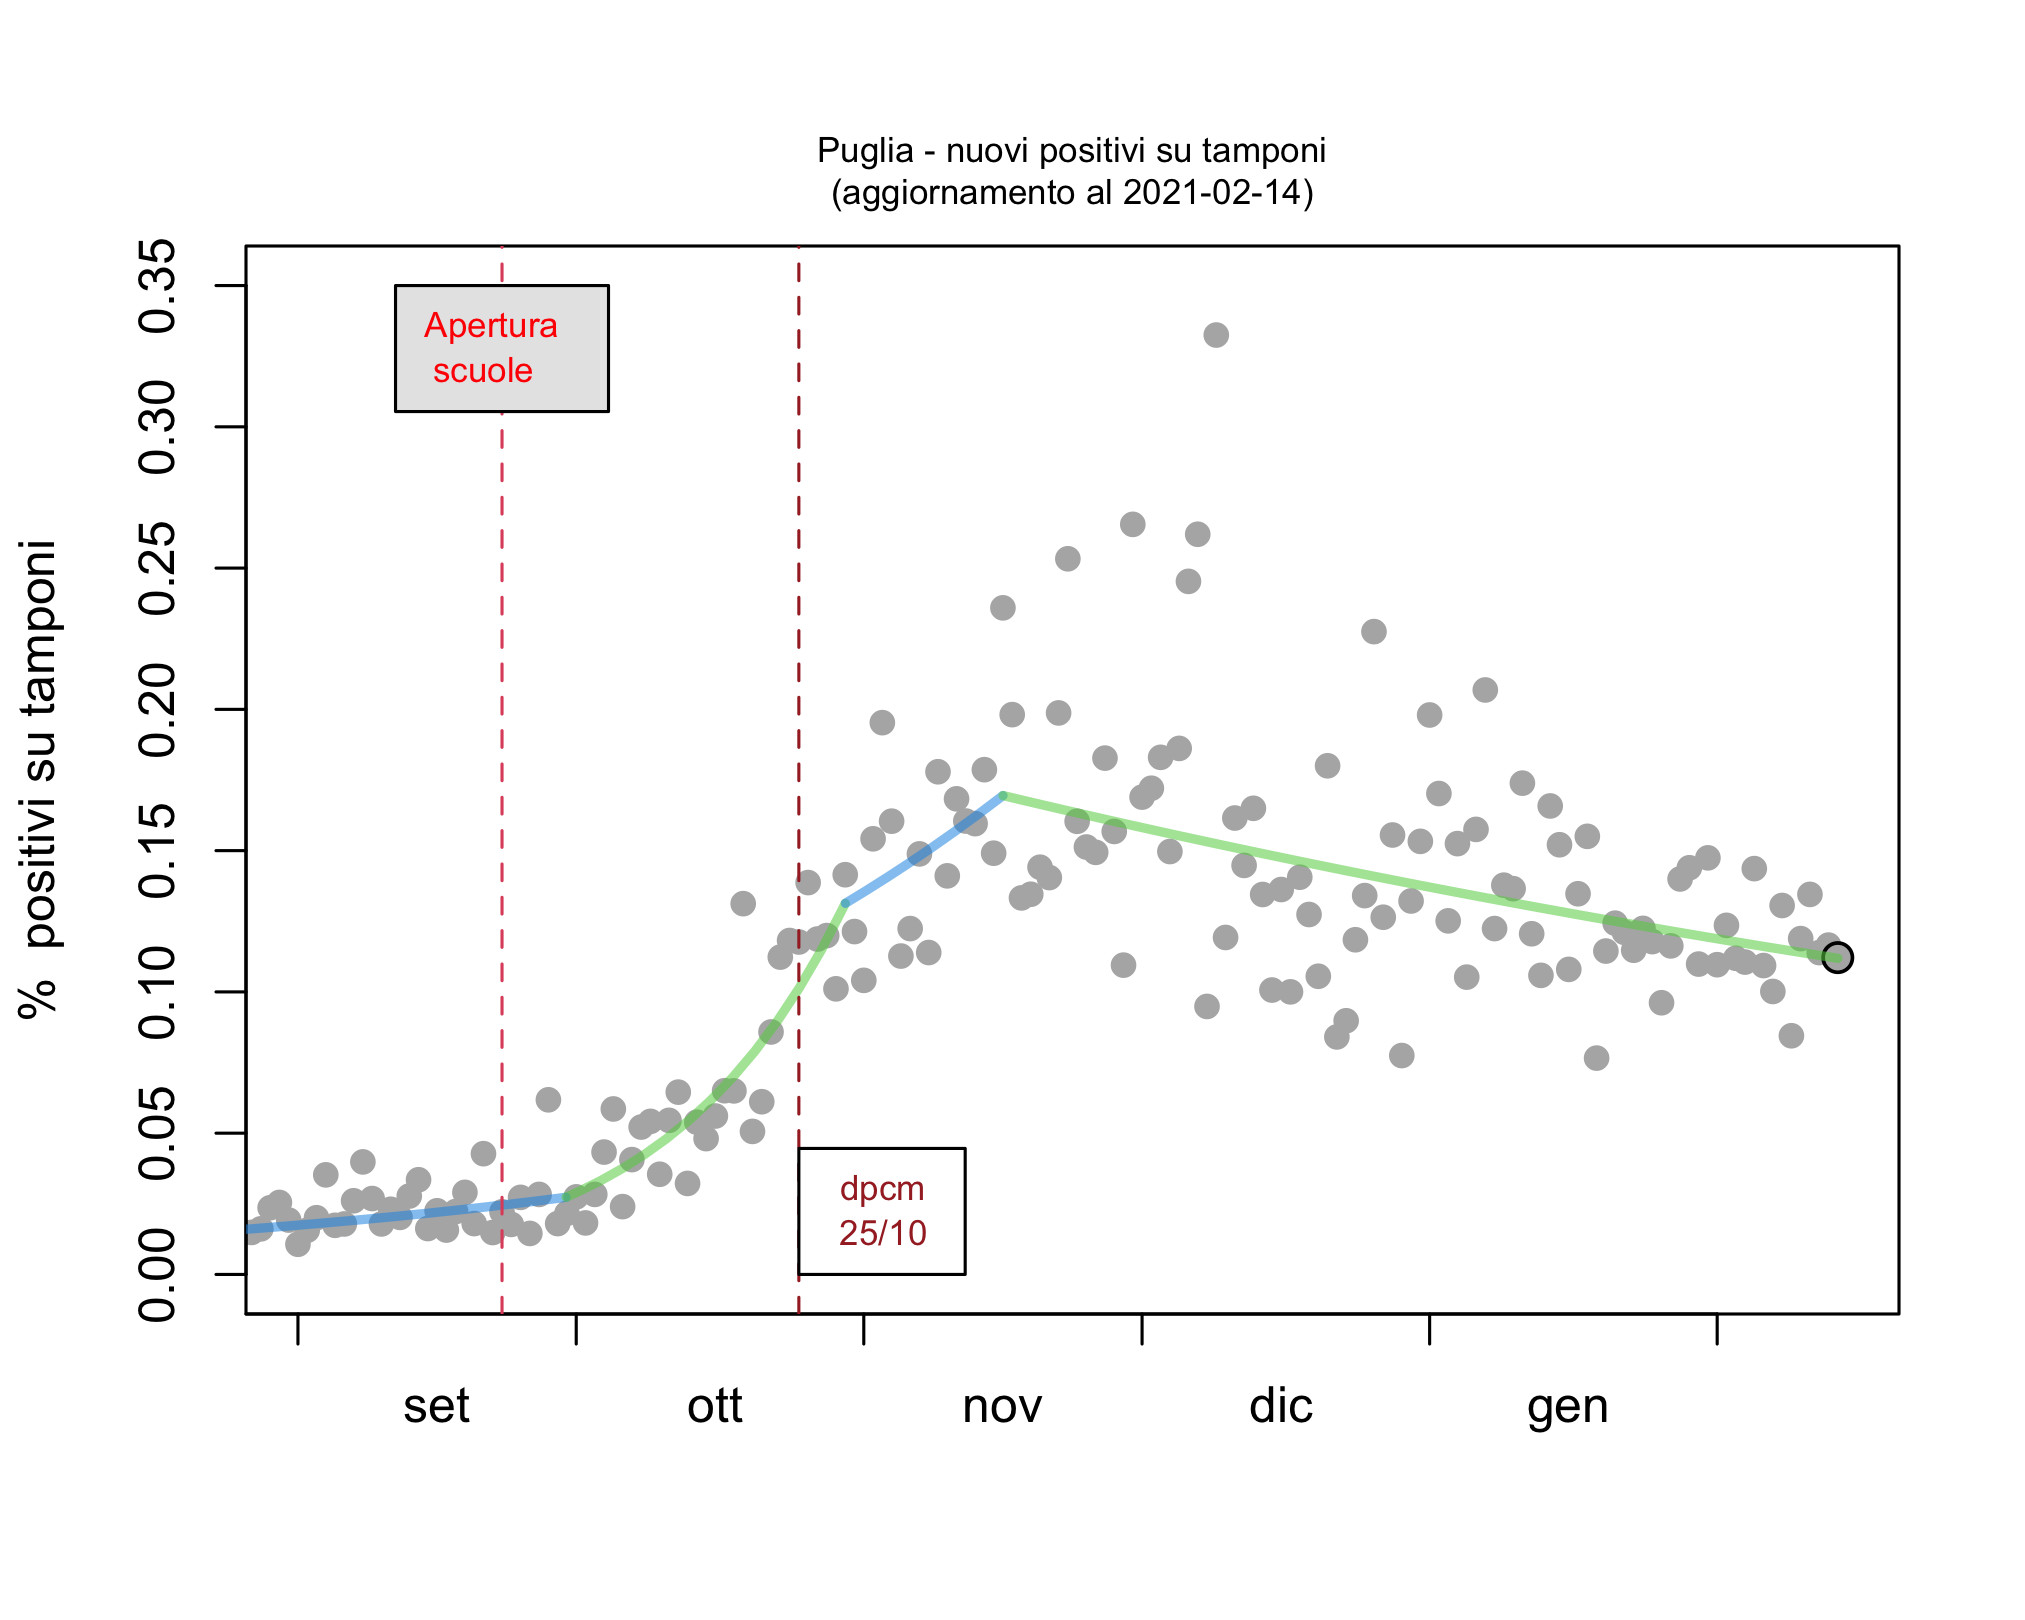 Puglia - nuovi positivi su tamponi
(aggiornamento al 2021-02-14)
% positivi su tamponi
0.35
0.30
0.25
0.20
0.15
0.10
0.05
0.00
Apertura
scuole
dpcm
25/10
set
ott
nov
dic
gen